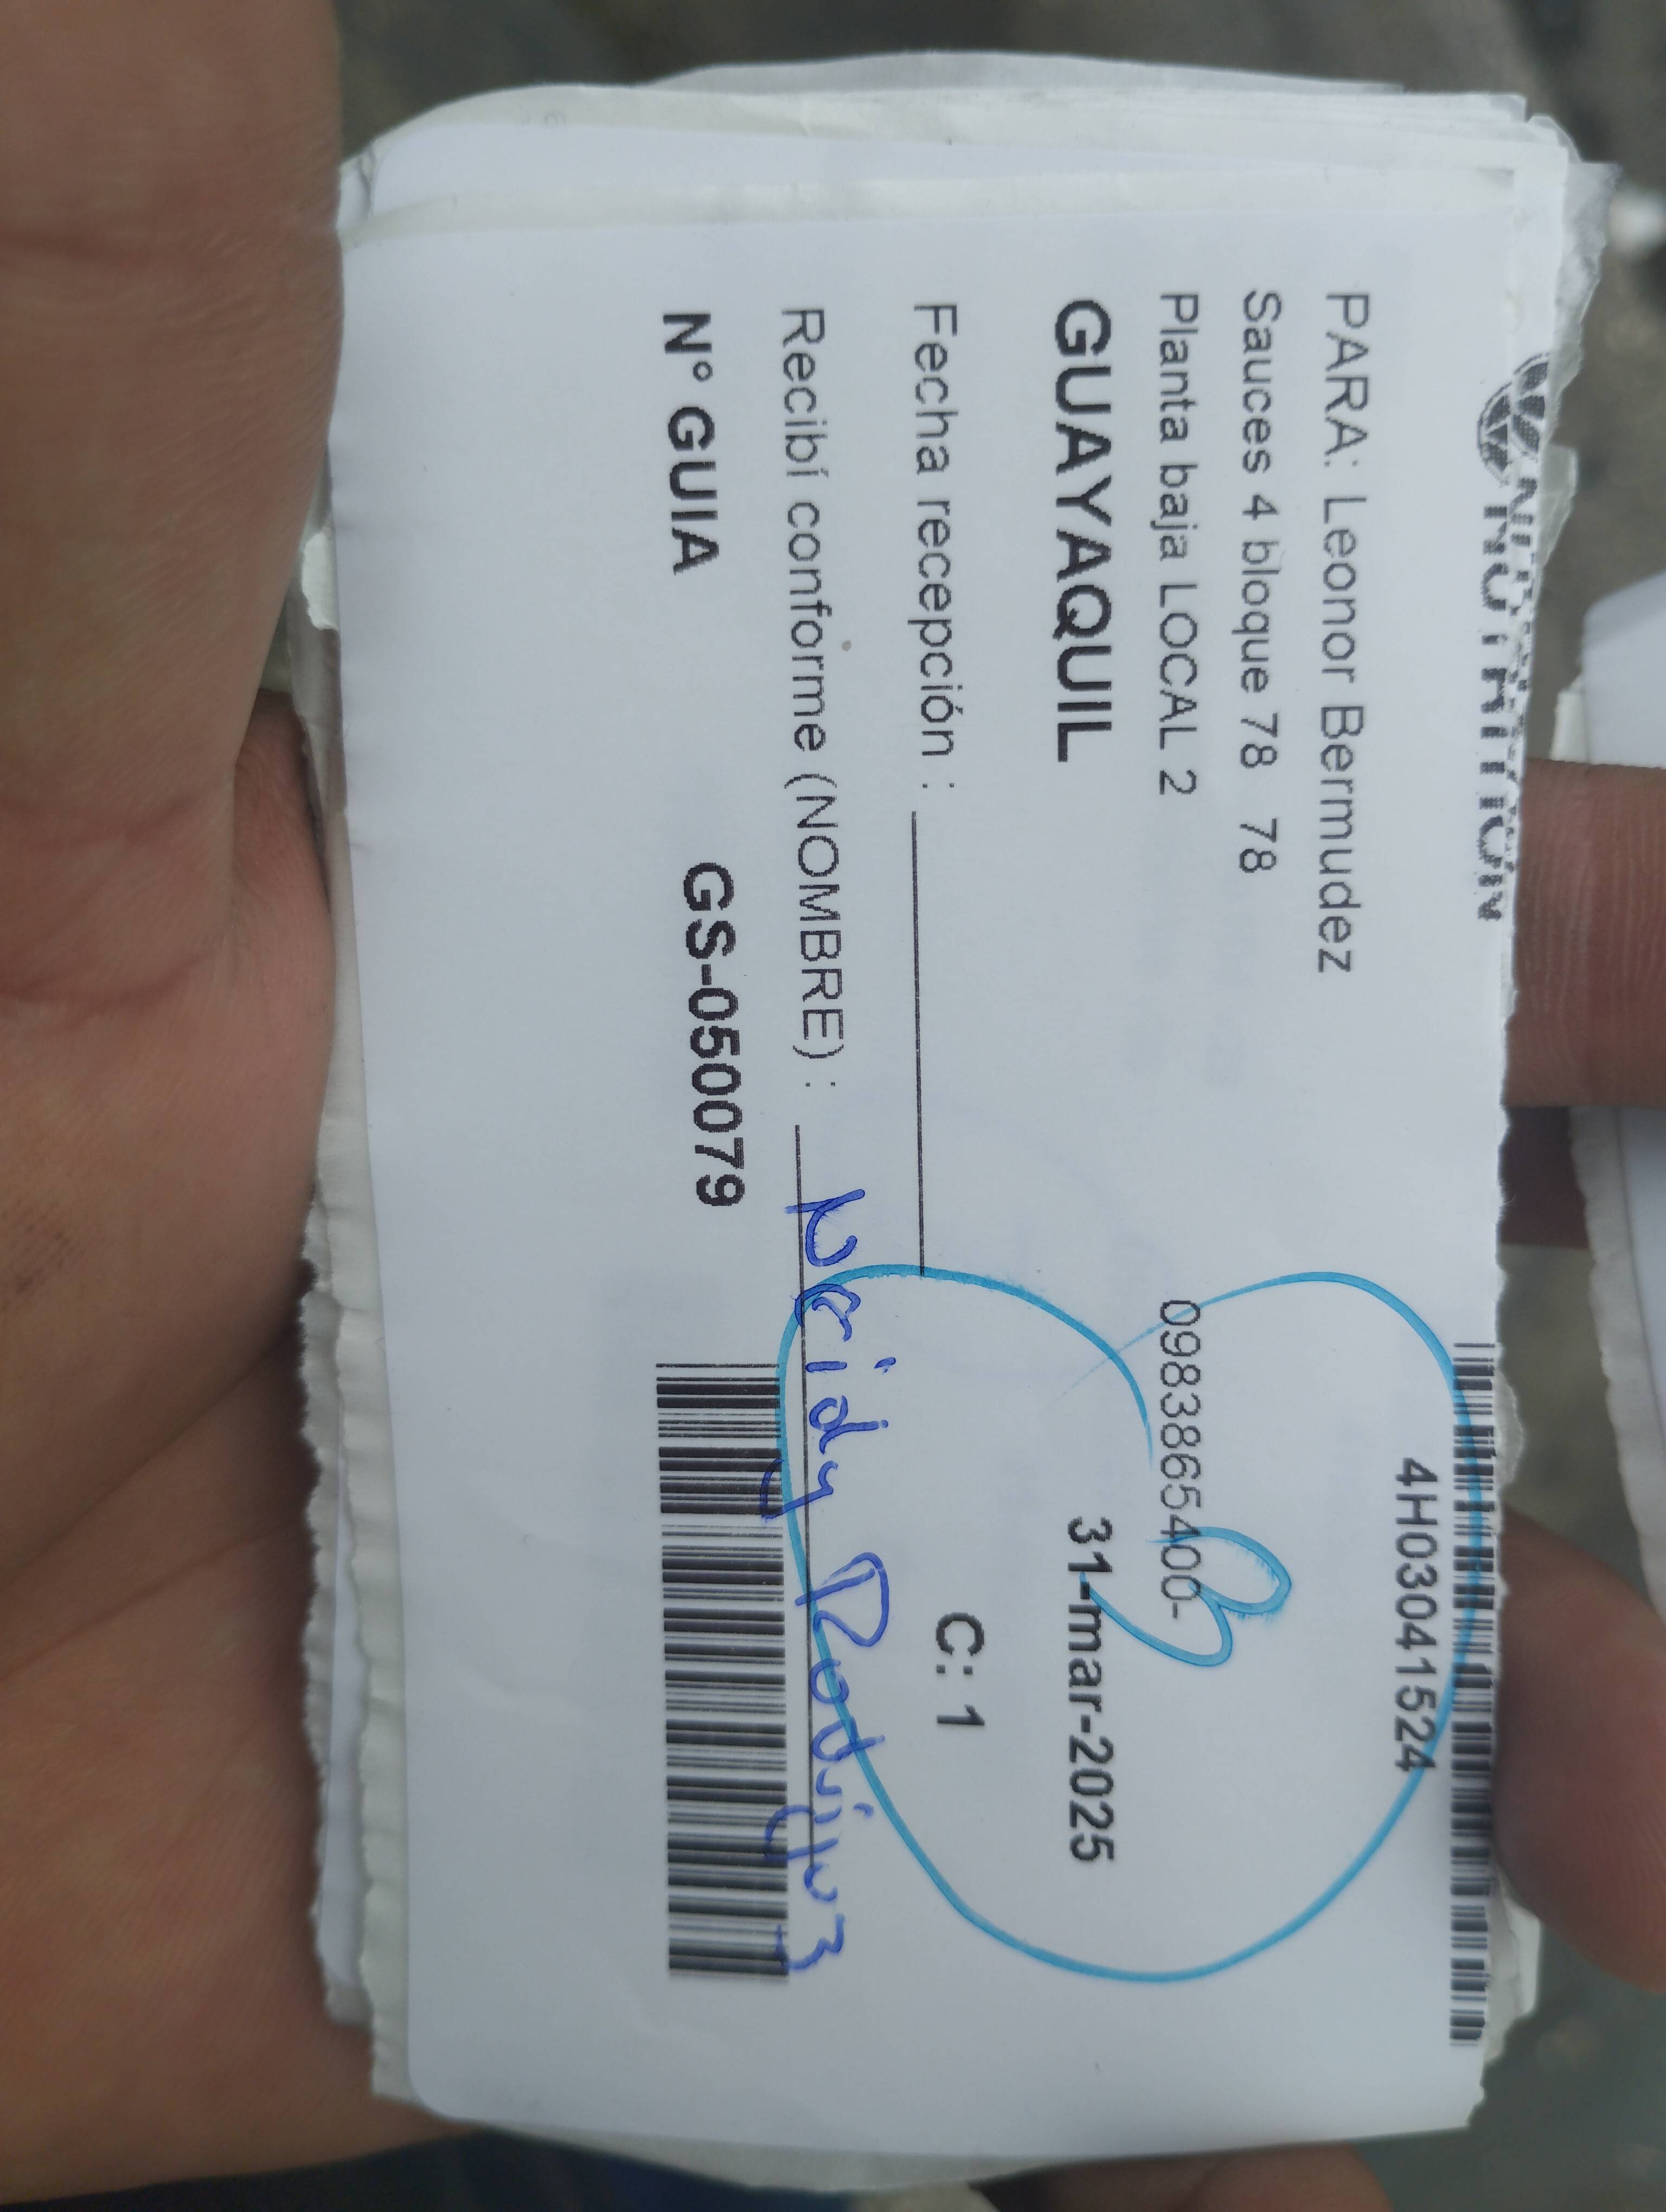 4H03041524
PARA: Leonor Bermudez
Sauces 4 bloque 78 78
Planta baja LOCAL 2 0983865400-
GUAYAQUIL 31-mar-2025
Fecha recepción : C: 1
Recibí conforme (NOMBRE) :
N° GUIA GS-050079